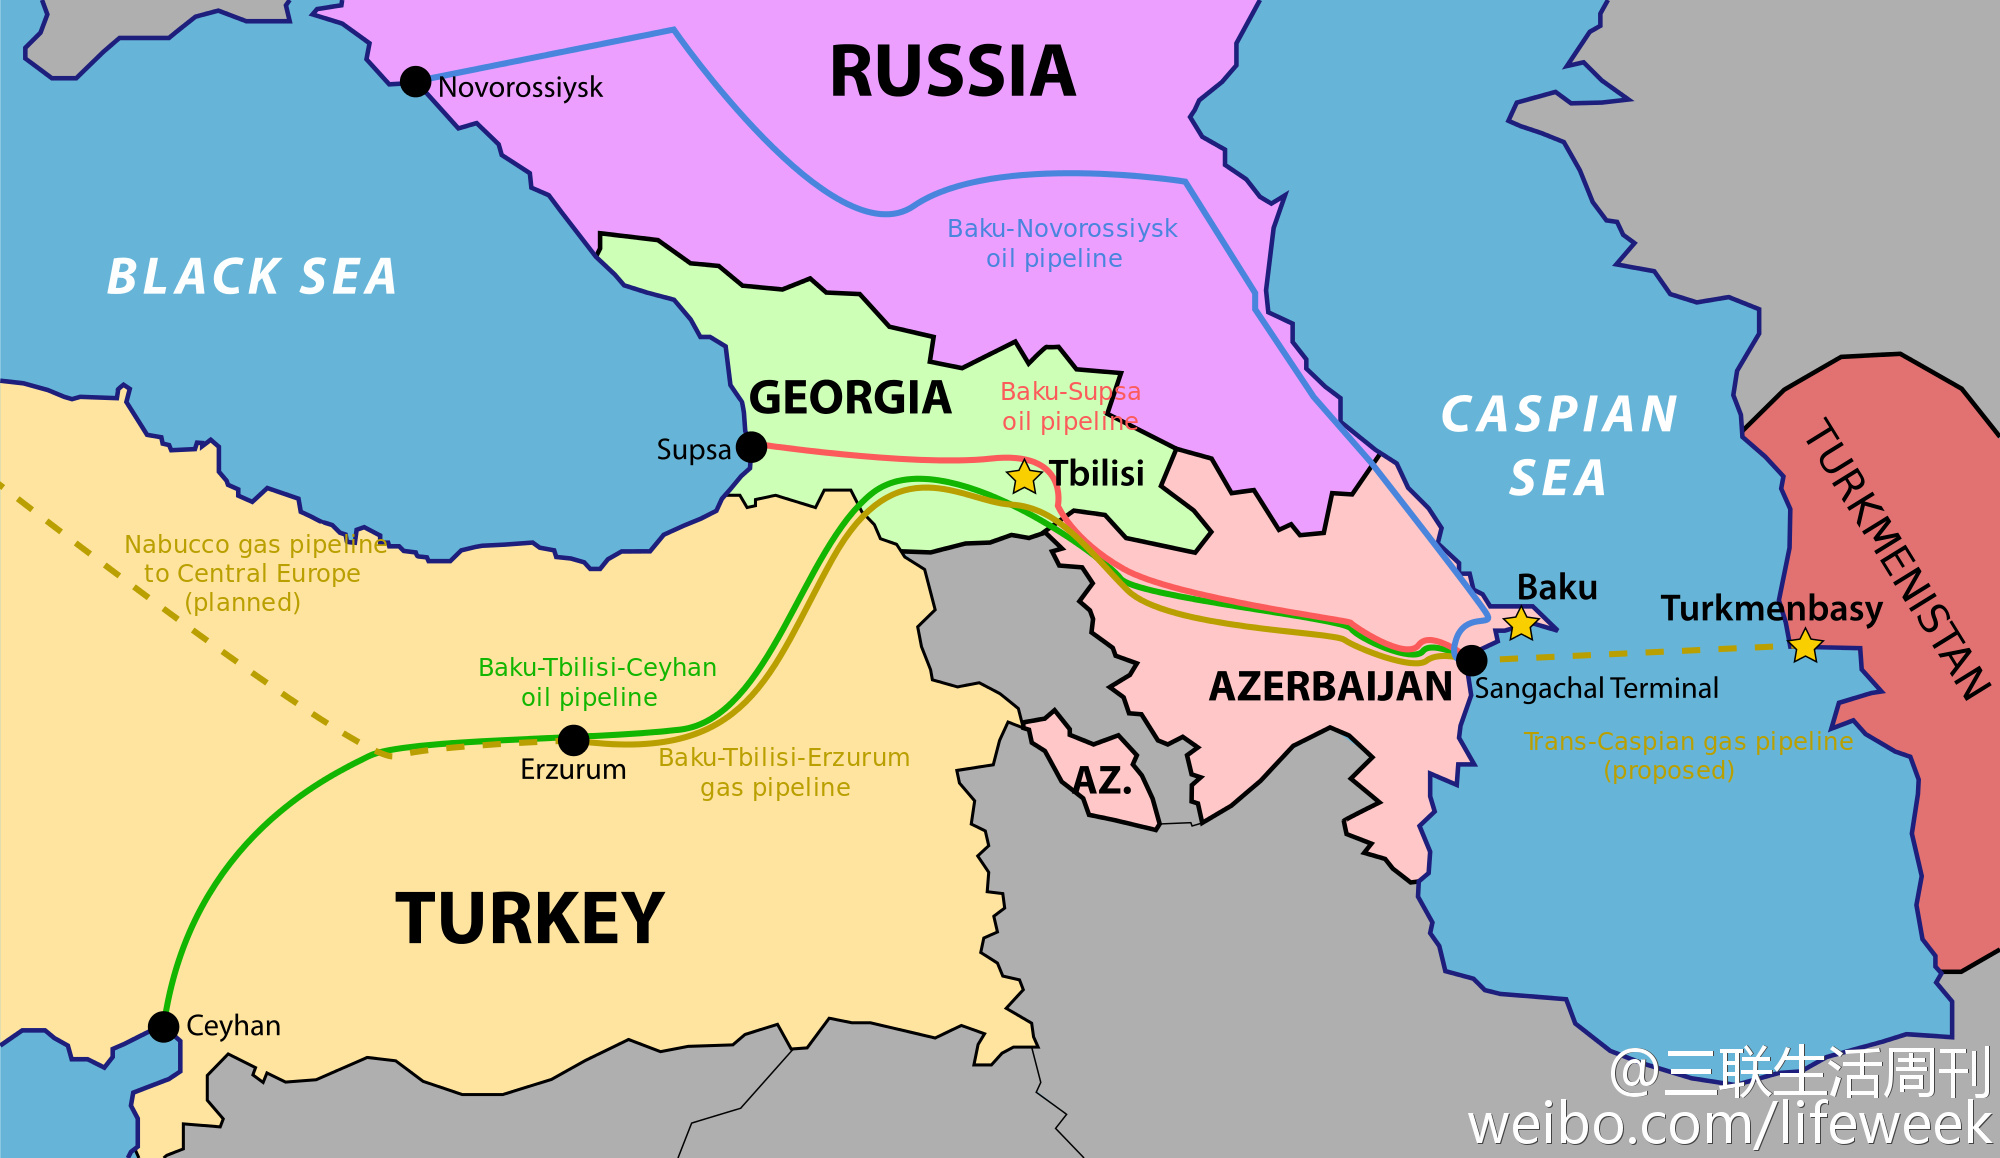 RUSSIA
Novorossiysk
Baku-Novorossiysk
oil pipeline
BLACK SEA
GEORGIA
Baku-Supsa
oil pipeline
Supsa
Tbilisi
CASPIAN
SEA
TURKMENISTAN
Nabucco gas pipeline
to Central Europe
(planned)
Baku
Turkmenbasy
Baku-Tbilisi-Ceyhan
oil pipeline
AZERBAIJAN
Sangachal Terminal
Trans-Caspian gas pipeline
(proposed)
Erzurum
Baku-Tbilisi-Erzurum
gas pipeline
AZ.
TURKEY
Ceyhan
@三联生活周刊
weibo.com/lifeweek